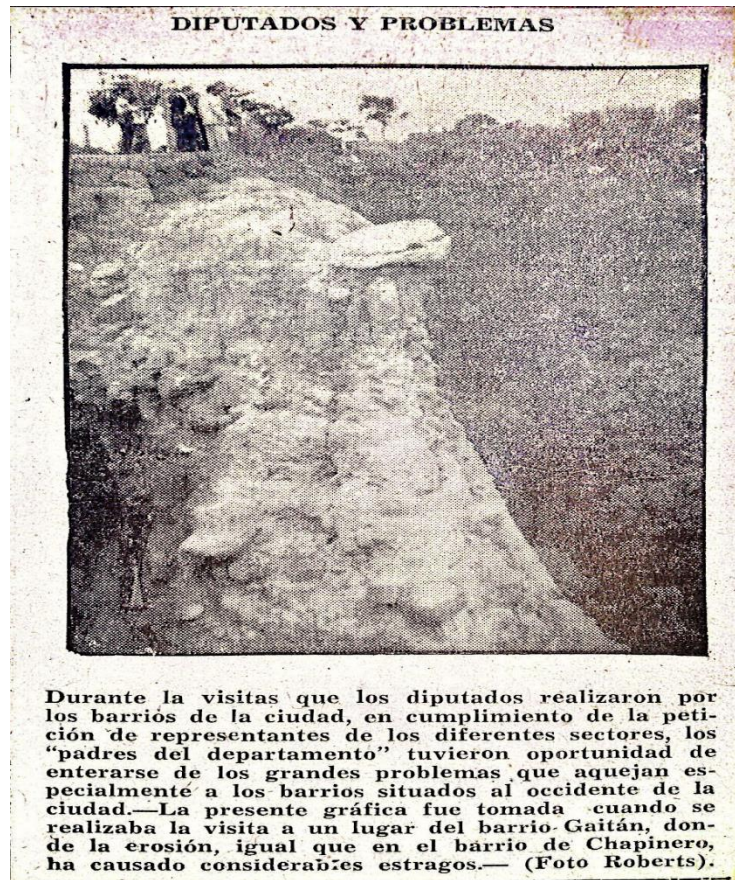 DIPUTADOS Y PROBLEMAS
Durante la visitas que los diputados realizaron por
los barrios de la ciudad, en cumplimiento de la peti-
ción de representantes de los diferentes sectores, los
"padres del departamento" tuvieron oportunidad de
enterarse de los grandes problemas que aquejan es-
pecialmente a los barrios situados al occidente de la
ciudad.—La presente gráfica fue tomada cuando se
realizaba la visita a un lugar del barrio Gaitán, don-
de la erosión, igual que en el barrio de Chapinero,
ha causado considerables estragos.— (Foto Roberts).